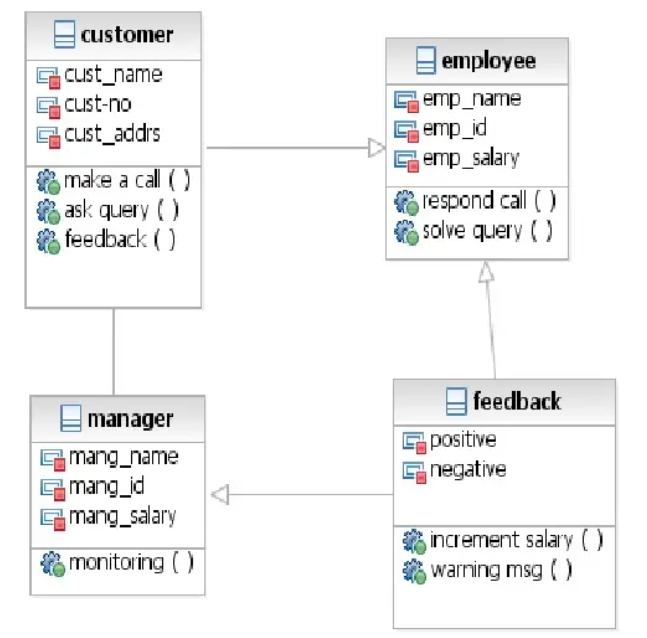 customer
cust_name
cust-no
cust_addrs
make a call ( )
ask query ( )
feedback ( )
employee
emp_name
emp_id
emp_salary
respond call ( )
solve query ( )
manager
mang_name
mang_id
mang_salary
monitoring ( )
feedback
positive
negative
increment salary ( )
warning msg ( )